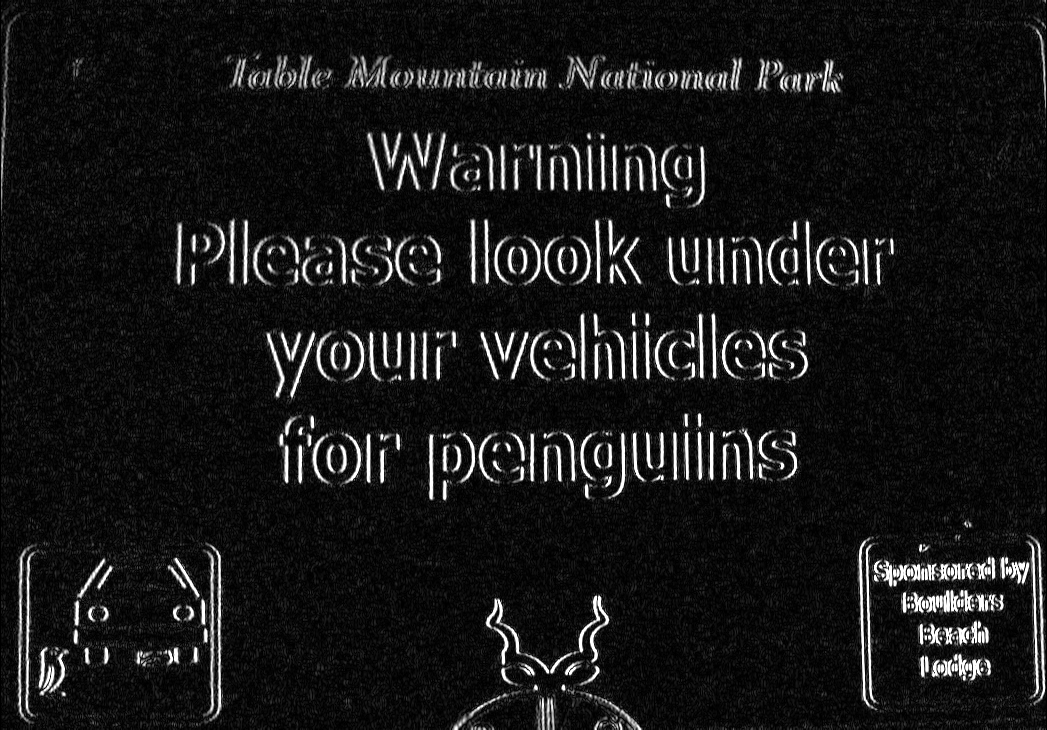 Table Mountain National Park
Warning
Please look under
your vehicles
for penguins
Sponsored by
Boulders
Beach
Lodge